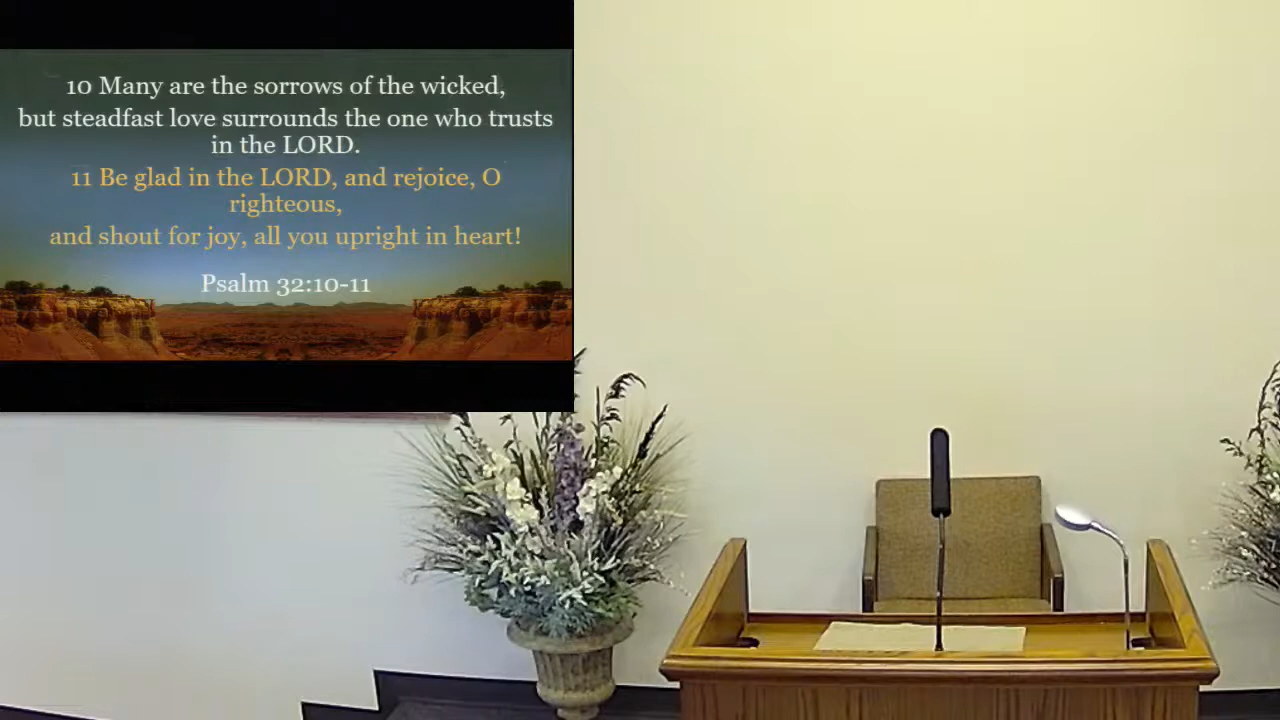 10 Many are the sorrows of the wicked,
but steadfast love surrounds the one who trusts
in the LORD.
11 Be glad in the LORD, and rejoice, O
righteous,
and shout for joy, all you upright in heart!
Psalm 32:10-11